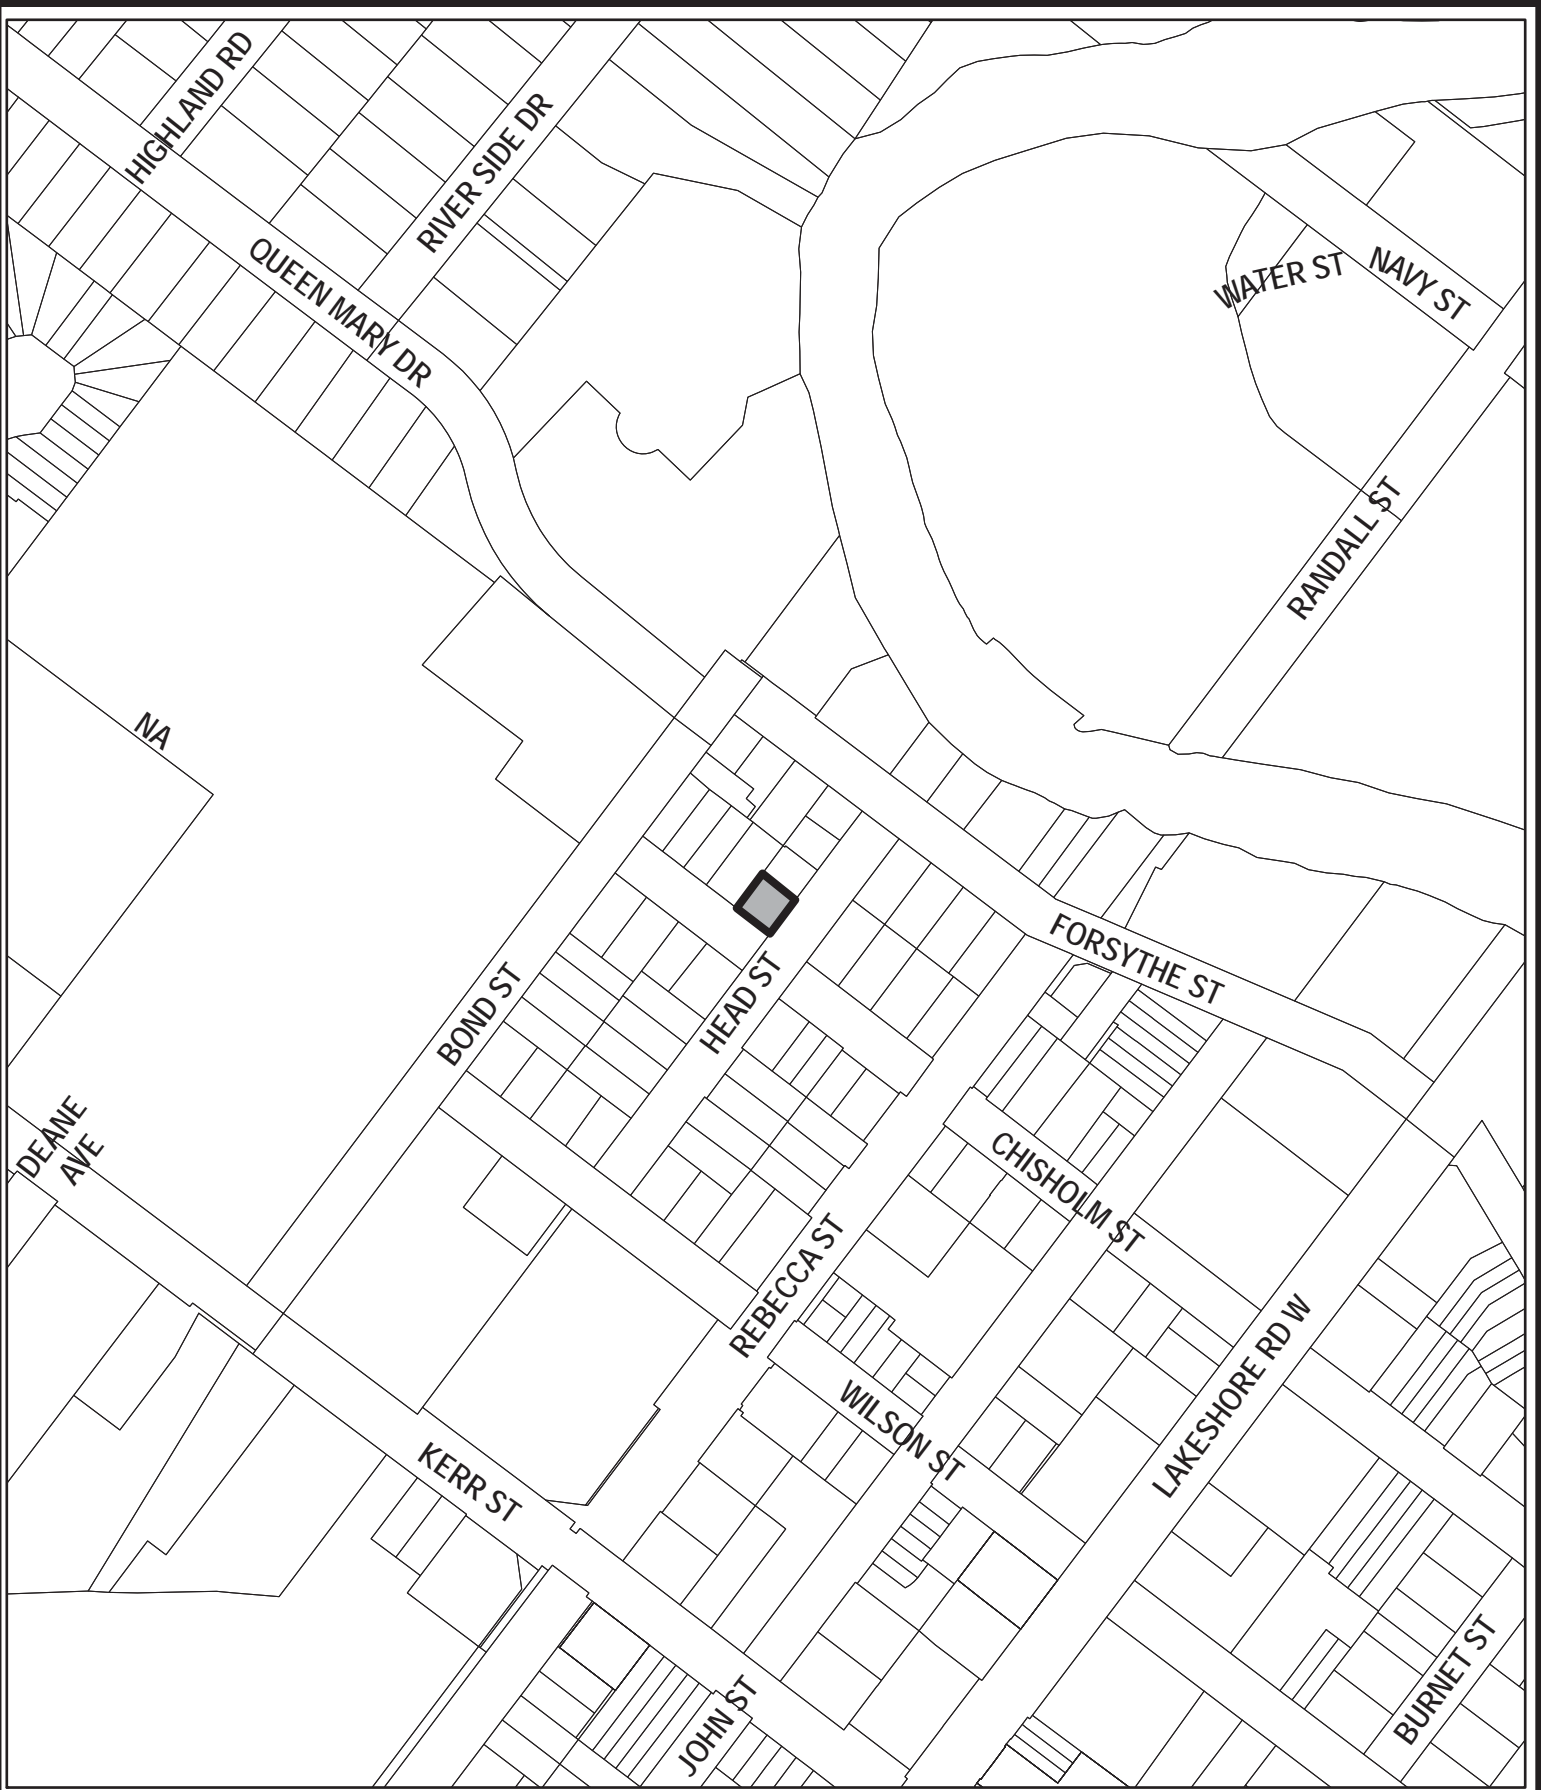 HIGHLAND RD
RIVER SIDE DR
QUEEN MARY DR
WATER ST
NAVY ST
RANDALL ST
NA
FORSYTHE ST
BOND ST
HEAD ST
DEANE
AVE
CHISHOLM ST
REBECCA ST
LAKESHORE RD W
WILSON ST
KERR ST
BURNET ST
JOHN ST